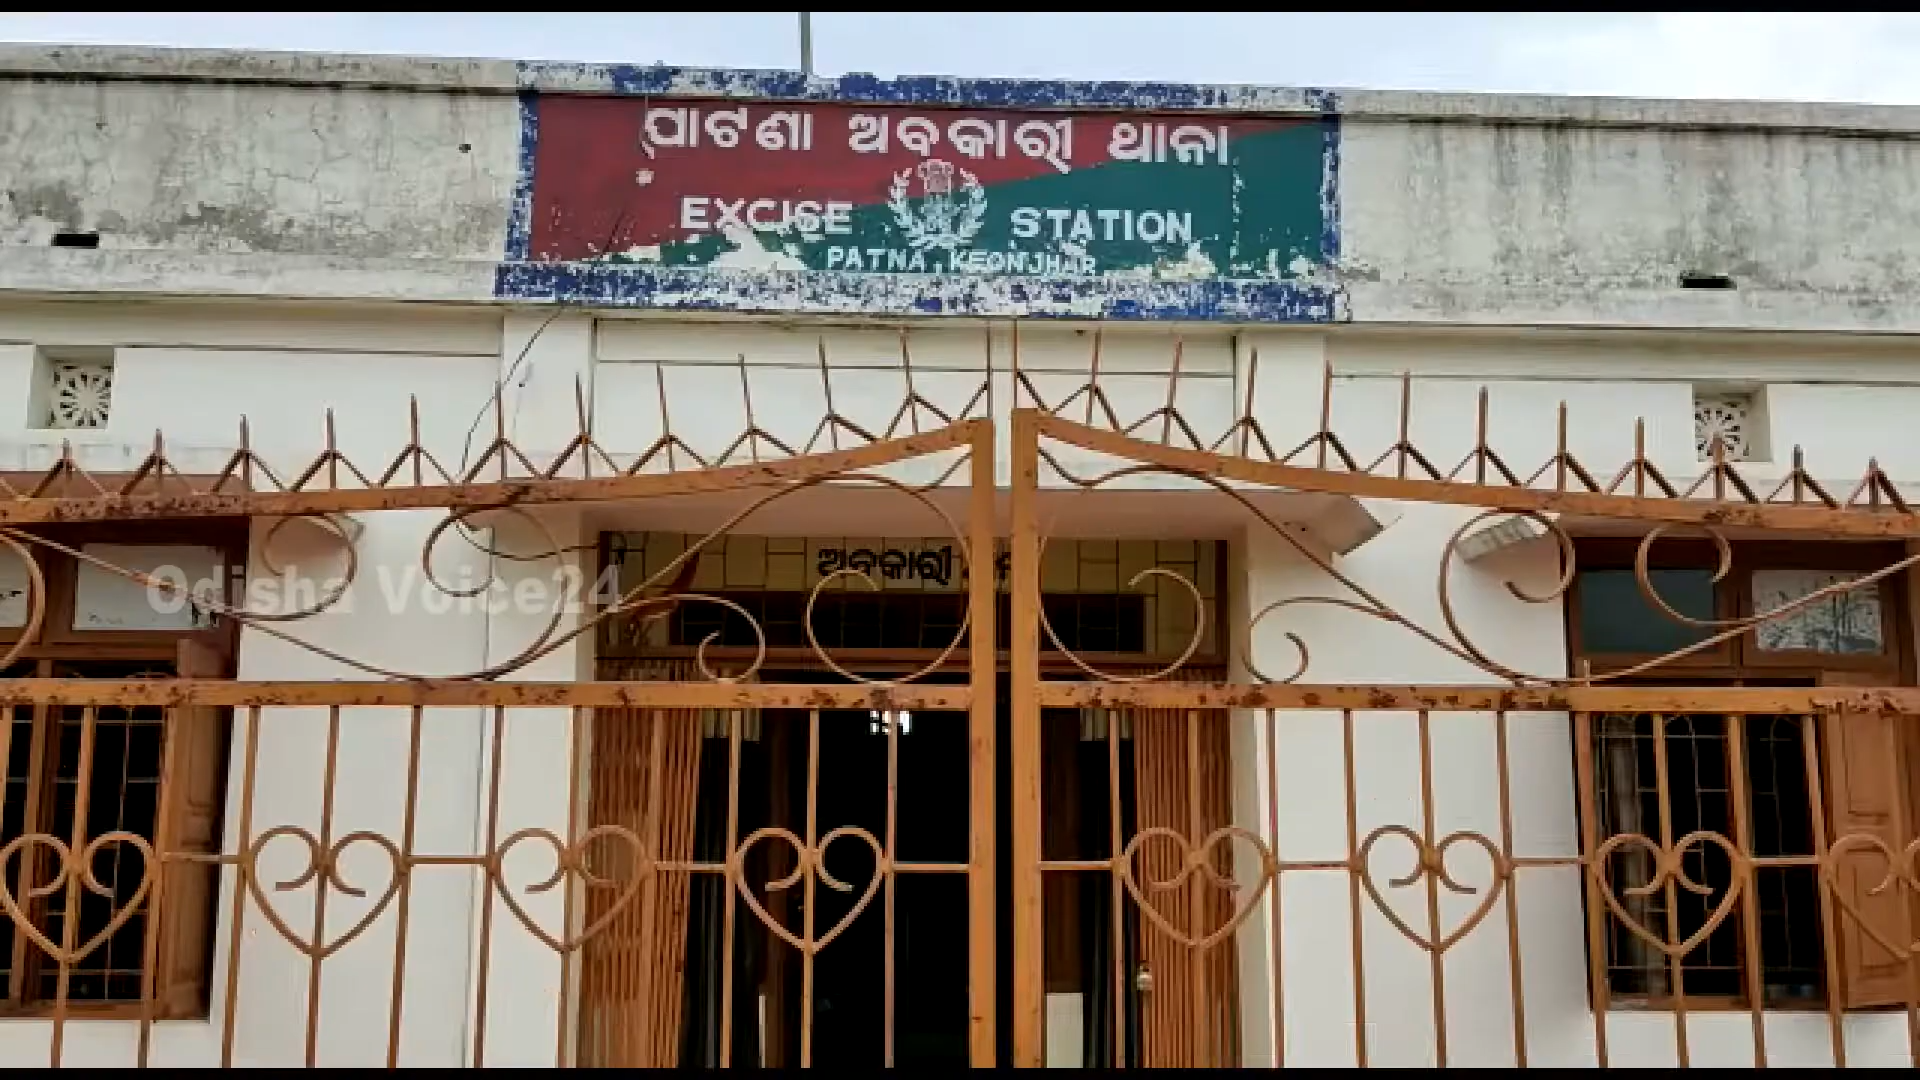 ପାଟଣା ଅବକାରୀ ଥାନା
EXCISE STATION
PATNA, KEONJHAR
ଅବକାରୀ
Odisha Voice24